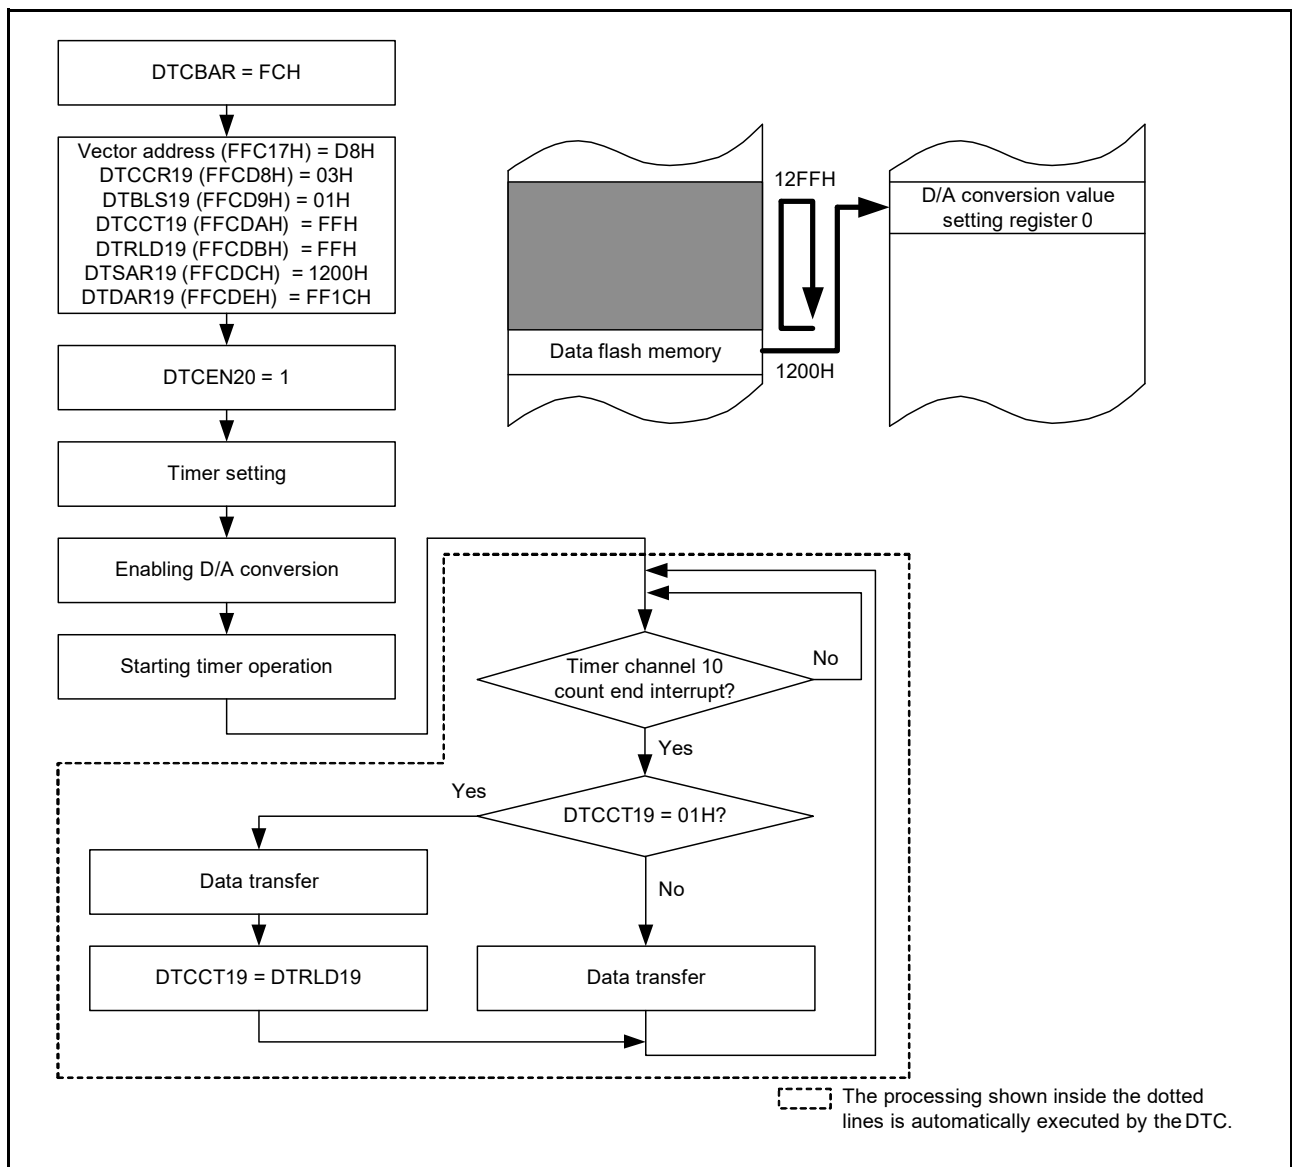 DTCBAR = FCH
Vector address (FFC17H) = D8H
DTCCR19 (FFCD8H) = 03H
DTBLS19 (FFCD9H) = 01H
DTCCT19 (FFCDAH) = FFH
DTRLD19 (FFCDBH) = FFH
DTSAR19 (FFCDCH) = 1200H
DTDAR19 (FFCDEH) = FF1CH
DTCEN20 = 1
Timer setting
Enabling D/A conversion
Starting timer operation
12FFH
D/A conversion value
setting register 0
Data flash memory
1200H
Timer channel 10
count end interrupt?
No
Yes
DTCCT19 = 01H?
Yes
No
Data transfer
DTCCT19 = DTRLD19
Data transfer
The processing shown inside the dotted
lines is automatically executed by the DTC.